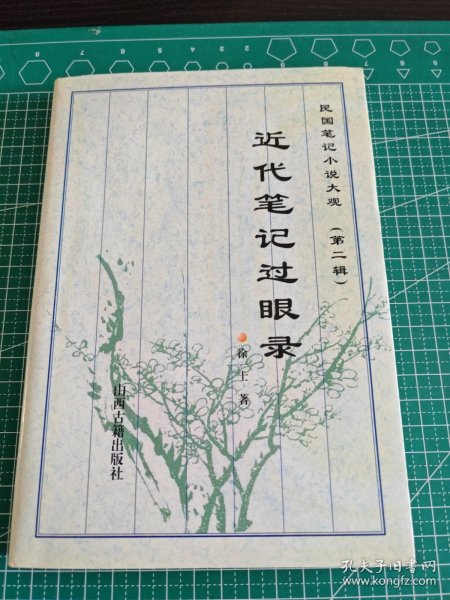 民国笔记小说大观
（第二辑）
近代笔记过眼录
徐一士 著
山西古籍出版社
孔夫子旧书网
www.kongfz.com